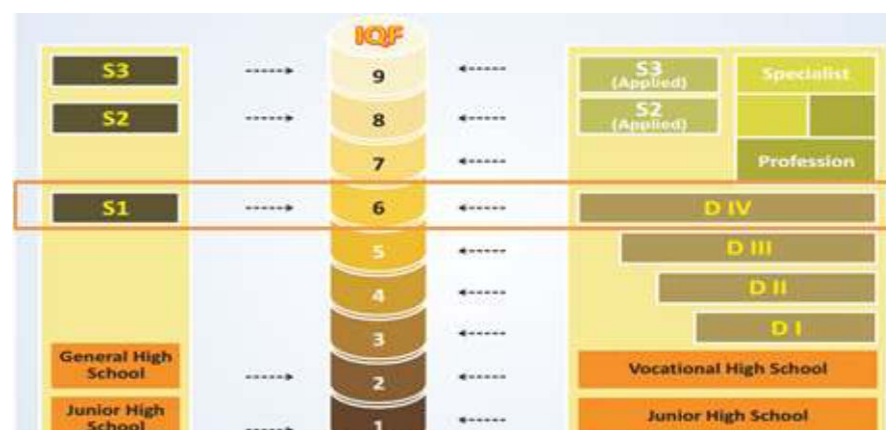 IQF
S3
9
S3
(Applied)
Specialist
S2
8
S2
(Applied)
7
Profession
S1
6
D IV
5
D III
4
D II
3
D I
General High
School
2
Vocational High School
Junior High
School
1
Junior High School